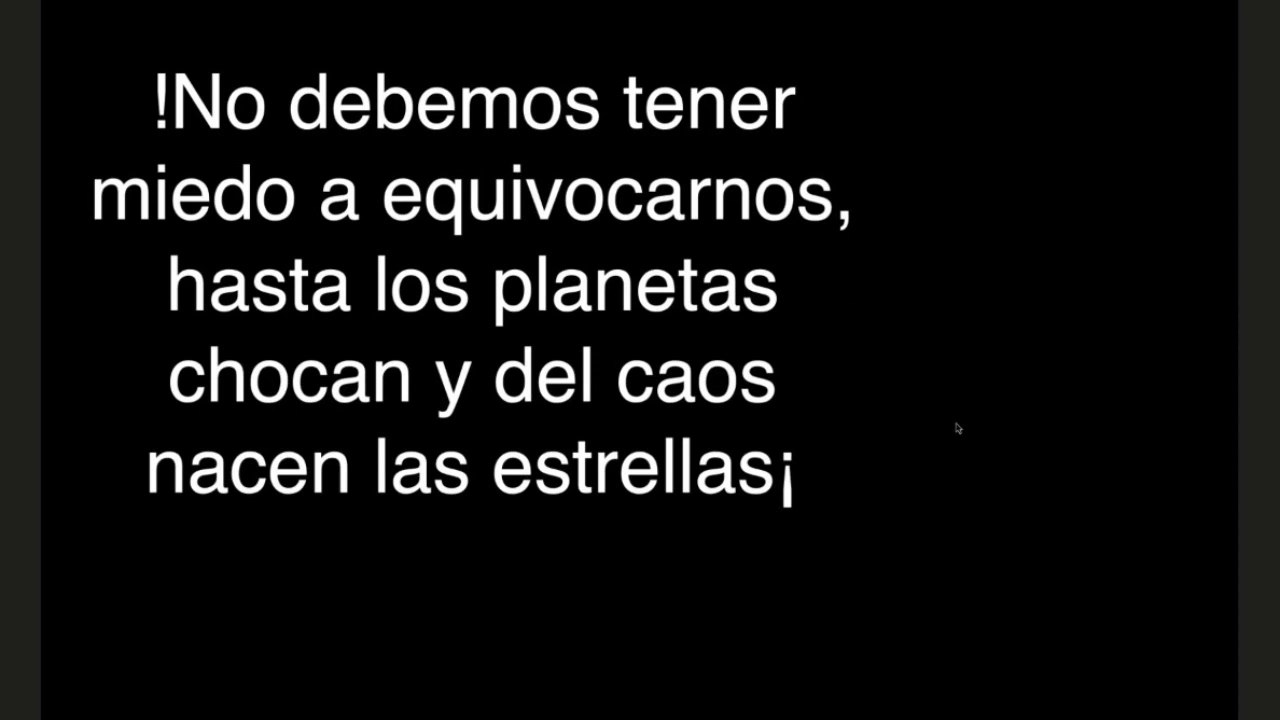 !No debemos tener
miedo a equivocarnos,
hasta los planetas
chocan y del caos
nacen las estrellas¡